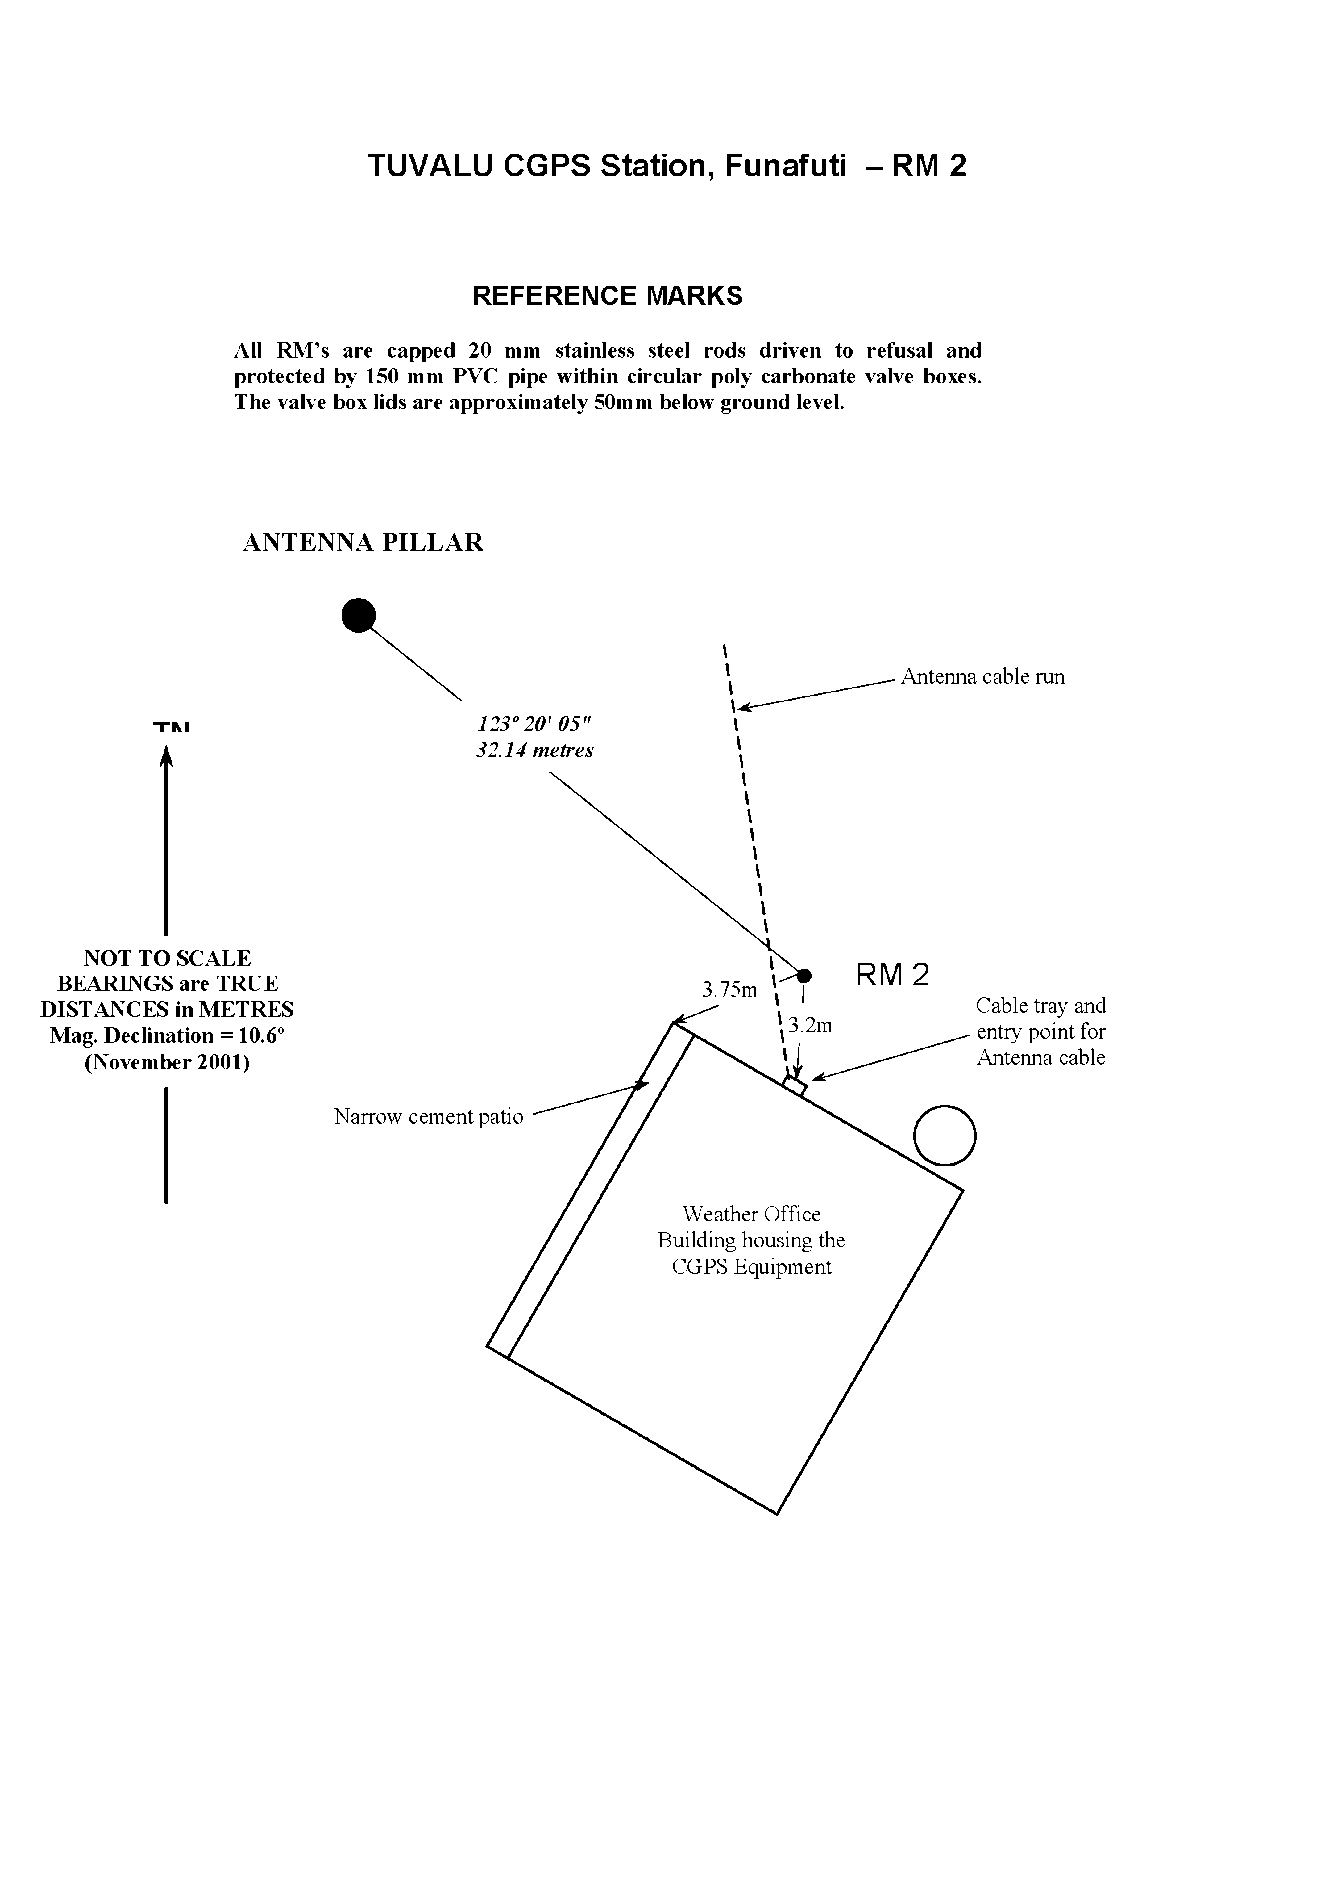 TUVALU CGPS Station, Funafuti – RM 2
REFERENCE MARKS
All RM's are capped 20 mm stainless steel rods driven to refusal and
protected by 150 mm PVC pipe within circular poly carbonate valve boxes.
The valve box lids are approximately 50mm below ground level.
ANTENNA PILLAR
Antenna cable run
123° 20' 05"
32.14 metres
TN
NOT TO SCALE
BEARINGS are TRUE
DISTANCES in METRES
Mag. Declination = 10.6°
(November 2001)
RM 2
3.75m
3.2m
Cable tray and
entry point for
Antenna cable
Narrow cement patio
Weather Office
Building housing the
CGPS Equipment